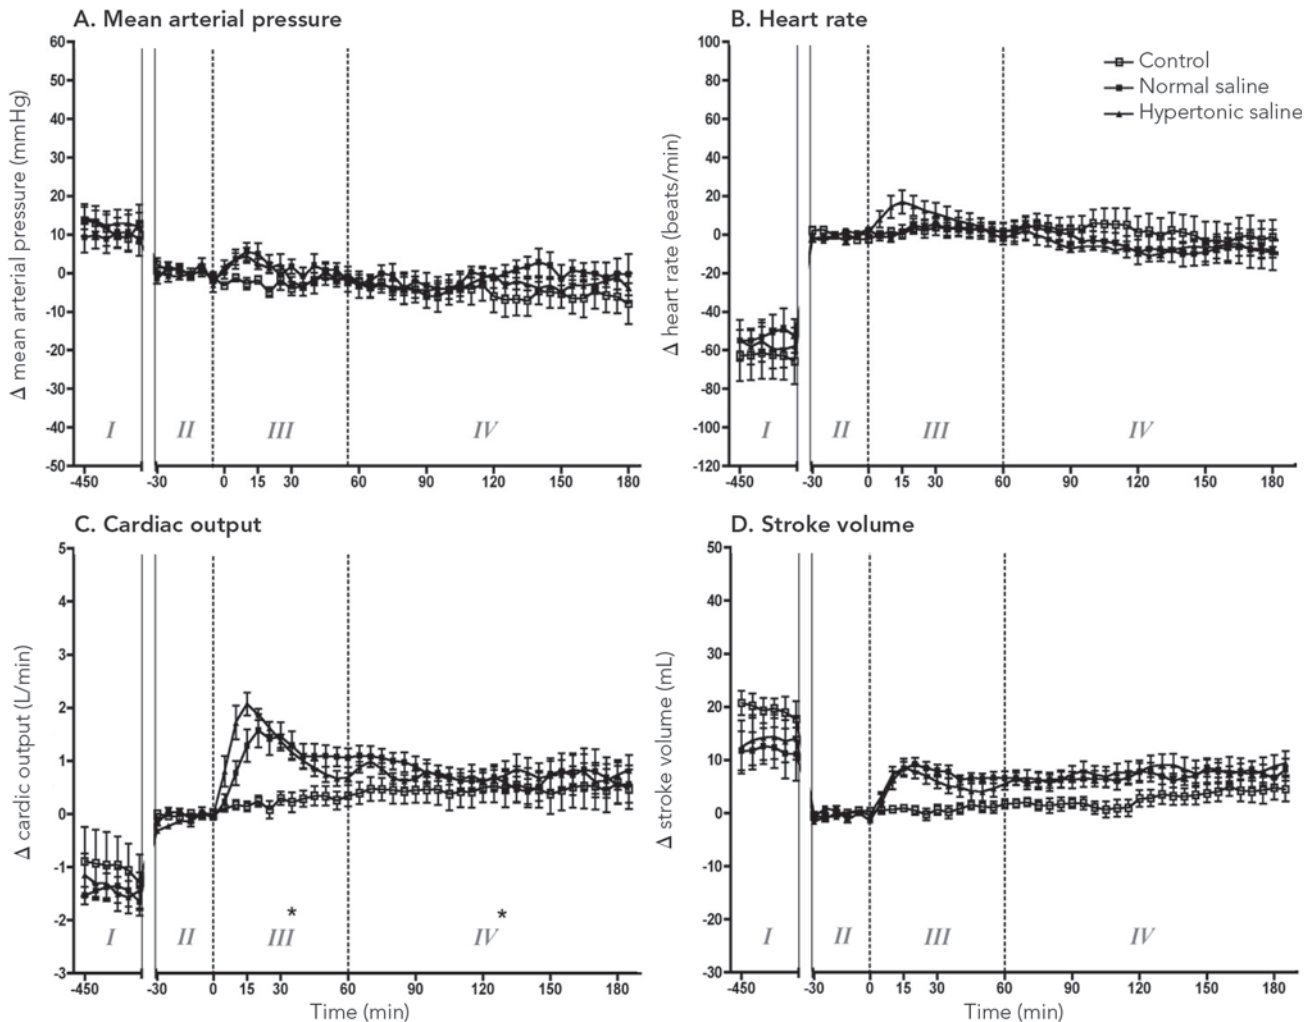 A. Mean arterial pressure
Δ mean arterial pressure (mmHg)
60
50
40
30
20
10
0
-10
-20
-30
-40
-50
I II III IV
-450 -30 0 15 30 60 90 120 150 180
B. Heart rate
Δ heart rate (beats/min)
100
80
60
40
20
0
-20
-40
-60
-80
-100
-120
Control
Normal saline
Hypertonic saline
I II III IV
-450 -30 0 15 30 60 90 120 150 180
C. Cardiac output
Δ cardic output (L/min)
5
4
3
2
1
0
-1
-2
-3
* *
I II III IV
-450 -30 0 15 30 60 90 120 150 180
Time (min)
D. Stroke volume
Δ stroke volume (mL)
50
40
30
20
10
0
-10
-20
-30
I II III IV
-450 -30 0 15 30 60 90 120 150 180
Time (min)